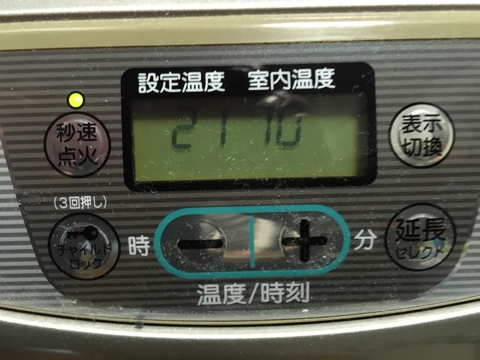 設定温度 室内温度
21 10
秒速
点火
表示
切換
(3回押し)
チャイルド
ロック
時
分
延長
セレクト
温度/時刻